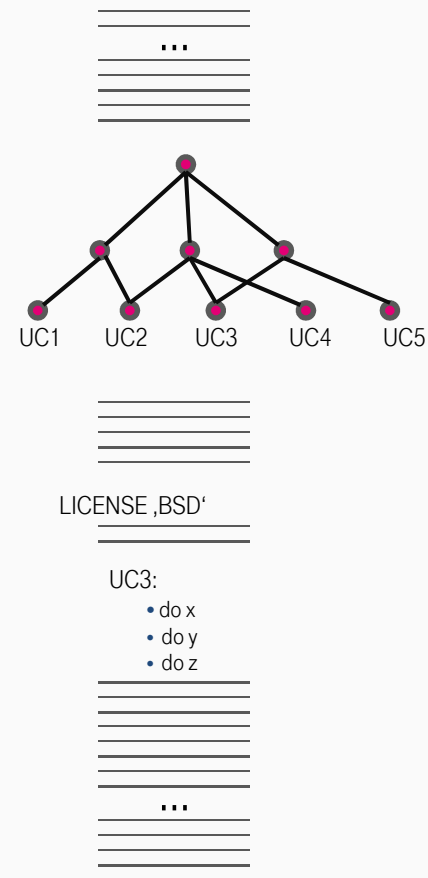 ...
UC1 UC2 UC3 UC4 UC5
LICENSE ‚BSD‘
UC3:
• do x
• do y
• do z
...